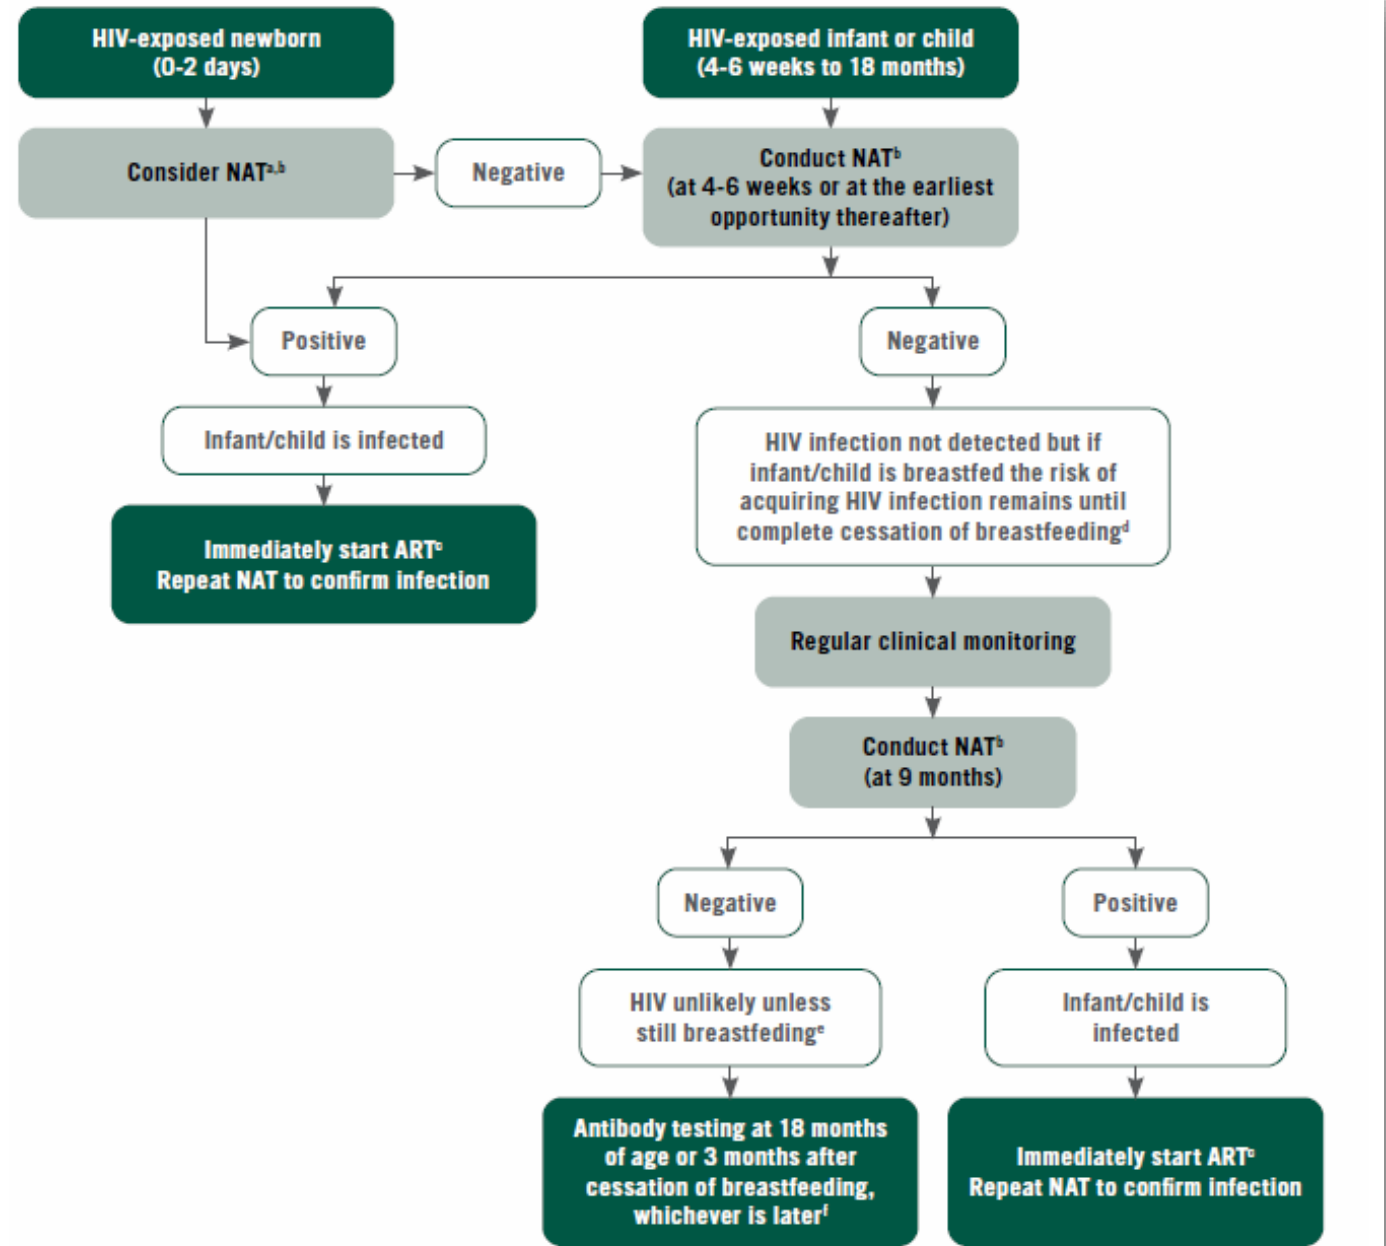 HIV-exposed newborn
(0-2 days)
HIV-exposed infant or child
(4-6 weeks to 18 months)
Consider NATᵃ,ᵇ
Negative
Conduct NATᵇ
(at 4-6 weeks or at the earliest
opportunity thereafter)
Positive
Negative
Infant/child is infected
HIV infection not detected but if
infant/child is breastfed the risk of
acquiring HIV infection remains until
complete cessation of breastfeedingᵈ
Immediately start ARTᶜ
Repeat NAT to confirm infection
Regular clinical monitoring
Conduct NATᵇ
(at 9 months)
Negative
Positive
HIV unlikely unless
still breastfedingᵉ
Infant/child is
infected
Antibody testing at 18 months
of age or 3 months after
cessation of breastfeeding,
whichever is laterᶠ
Immediately start ARTᶜ
Repeat NAT to confirm infection